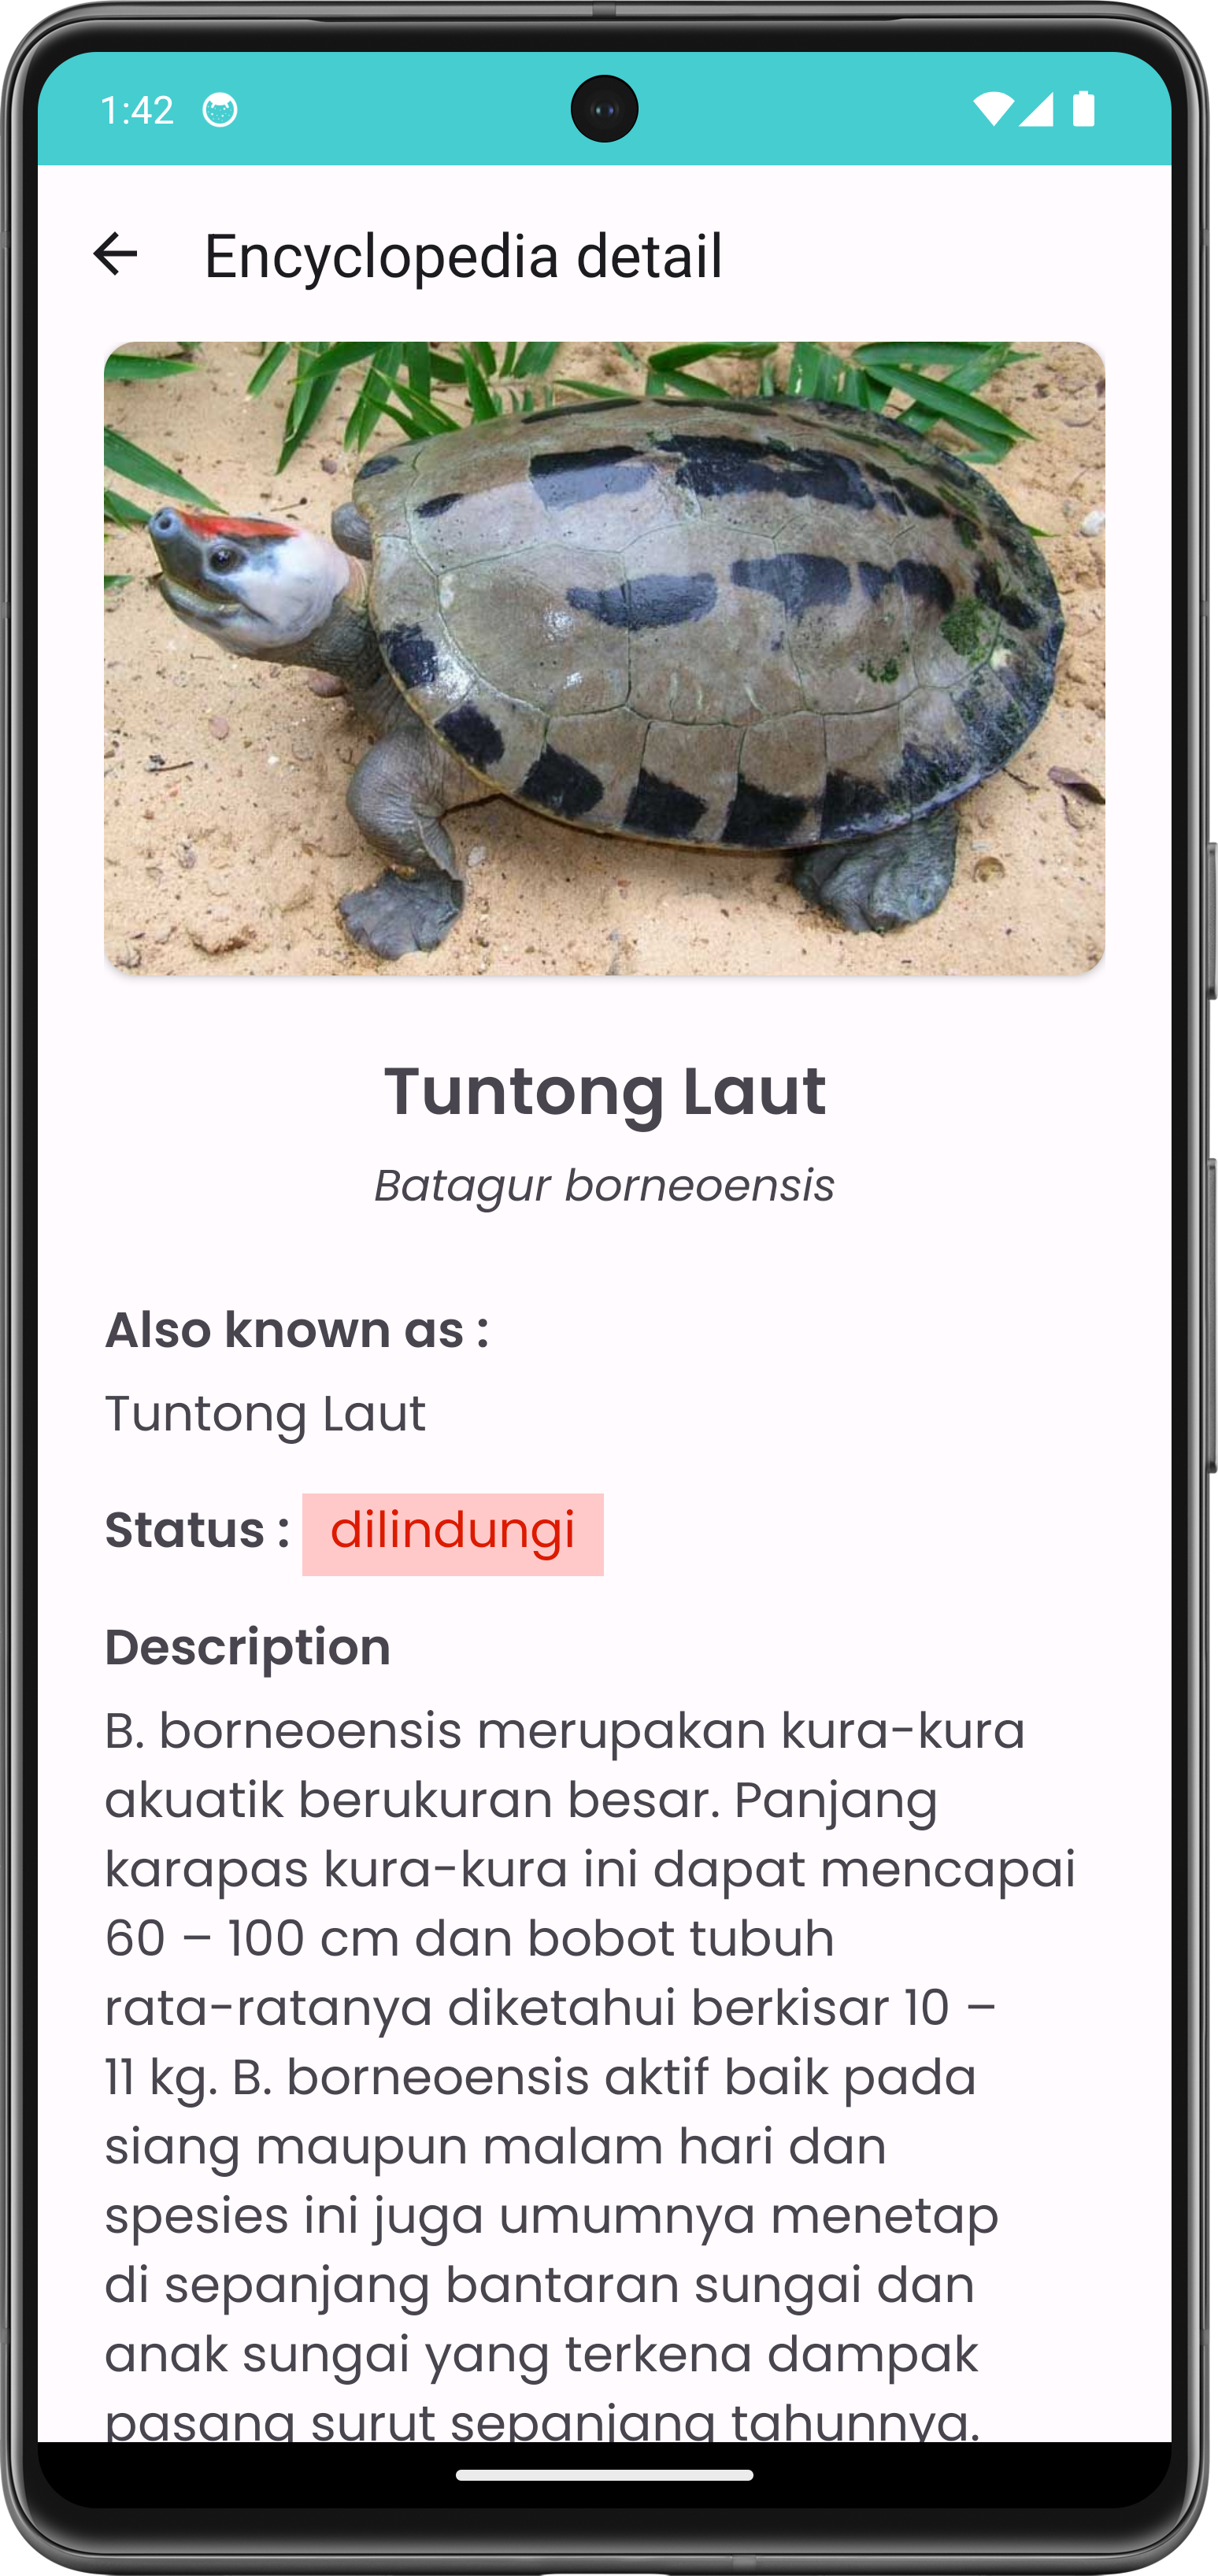 1:42
Encyclopedia detail
Tuntong Laut
Batagur borneoensis
Also known as :
Tuntong Laut
Status : dilindungi
Description
B. borneoensis merupakan kura-kura
akuatik berukuran besar. Panjang
karapas kura-kura ini dapat mencapai
60 – 100 cm dan bobot tubuh
rata-ratanya diketahui berkisar 10 –
11 kg. B. borneoensis aktif baik pada
siang maupun malam hari dan
spesies ini juga umumnya menetap
di sepanjang bantaran sungai dan
anak sungai yang terkena dampak
pasang surut sepanjang tahunnya.